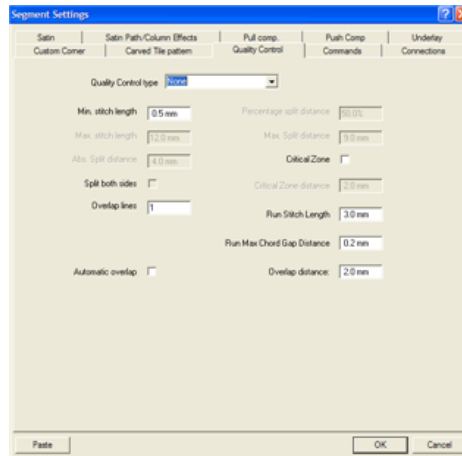 Segment Settings
Satin Satin Path/Column Effects Pull comp. Push Comp Underlay
Custom Corner Carved Tile pattern Quality Control Commands Connections
Quality Control type None
Min. stitch length 0.5 mm Percentage split distance 50.0%
Max. stitch length 12.0 mm Max. Split distance 9.0 mm
Abs. Split distance 4.0 mm Critical Zone
Split both sides Critical Zone distance 2.0 mm
Overlap lines 1 Run Stitch Length 3.0 mm
Run Max Chord Gap Distance 0.2 mm
Automatic overlap Overlap distance: 2.0 mm
Paste OK Cancel